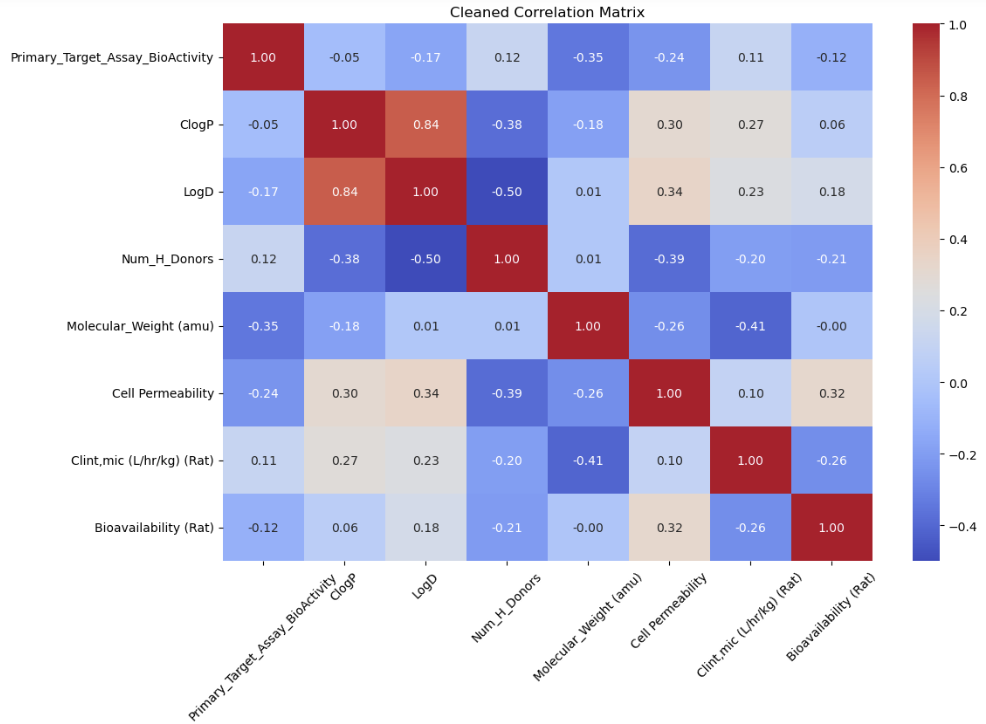 Cleaned Correlation Matrix
Primary_Target_Assay_BioActivity 1.00 -0.05 -0.17 0.12 -0.35 -0.24 0.11 -0.12
ClogP -0.05 1.00 0.84 -0.38 -0.18 0.30 0.27 0.06
LogD -0.17 0.84 1.00 -0.50 0.01 0.34 0.23 0.18
Num_H_Donors 0.12 -0.38 -0.50 1.00 0.01 -0.39 -0.20 -0.21
Molecular_Weight (amu) -0.35 -0.18 0.01 0.01 1.00 -0.26 -0.41 -0.00
Cell Permeability -0.24 0.30 0.34 -0.39 -0.26 1.00 0.10 0.32
Clint,mic (L/hr/kg) (Rat) 0.11 0.27 0.23 -0.20 -0.41 0.10 1.00 -0.26
Bioavailability (Rat) -0.12 0.06 0.18 -0.21 -0.00 0.32 -0.26 1.00
Primary_Target_Assay_BioActivity
ClogP
LogD
Num_H_Donors
Molecular_Weight (amu)
Cell Permeability
Clint,mic (L/hr/kg) (Rat)
Bioavailability (Rat)
1.0
0.8
0.6
0.4
0.2
0.0
−0.2
−0.4